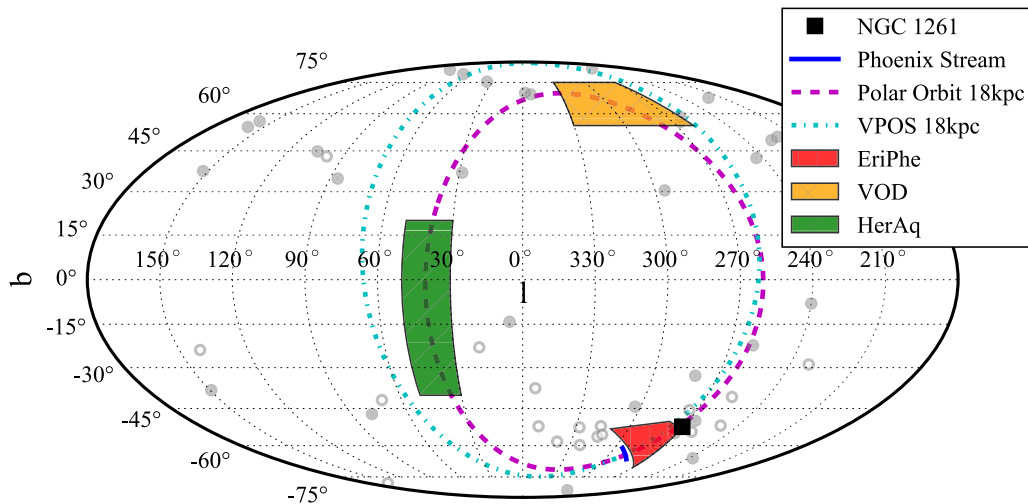 NGC 1261
Phoenix Stream
Polar Orbit 18kpc
VPOS 18kpc
EriPhe
VOD
HerAq
75°
60°
45°
30°
15°
0°
-15°
-30°
-45°
-60°
-75°
150° 120° 90° 60° 30° 0° 330° 300° 270° 240° 210°
b
l